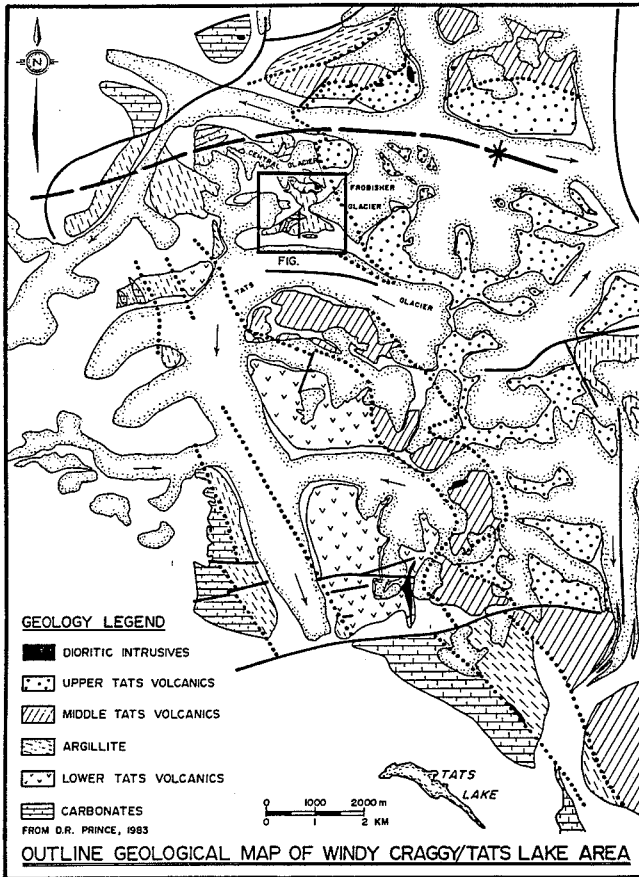 N
CENTRAL GLACIER
FROBISHER
GLACIER
FIG.
TATS
GLACIER
GEOLOGY LEGEND
DIORITIC INTRUSIVES
UPPER TATS VOLCANICS
MIDDLE TATS VOLCANICS
ARGILLITE
LOWER TATS VOLCANICS
CARBONATES
FROM D.R. PRINCE, 1983
TATS
LAKE
0 1000 2000 m
0 1 2 KM
OUTLINE GEOLOGICAL MAP OF WINDY CRAGGY/TATS LAKE AREA